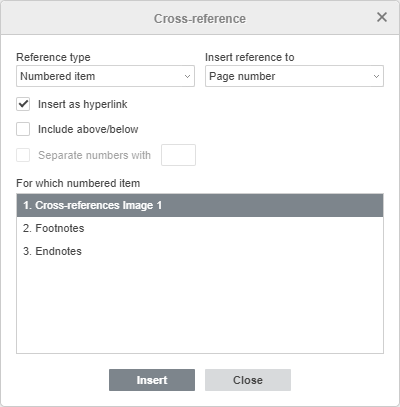 Cross-reference
Reference type Insert reference to
Numbered item Page number
Insert as hyperlink
Include above/below
Separate numbers with
For which numbered item
1. Cross-references Image 1
2. Footnotes
3. Endnotes
Insert Close